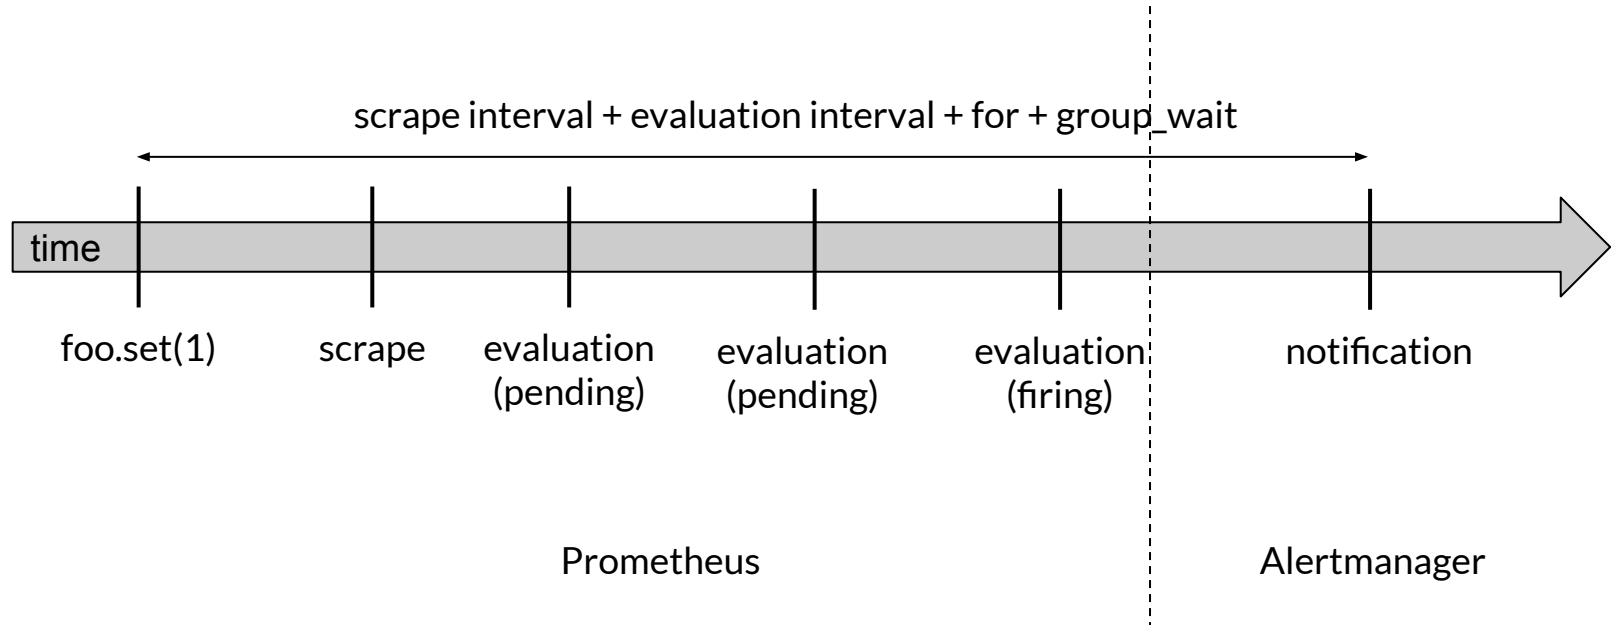 scrape interval + evaluation interval + for + group_wait
time
foo.set(1)
scrape
evaluation
(pending)
evaluation
(pending)
evaluation
(firing)
notification
Prometheus
Alertmanager